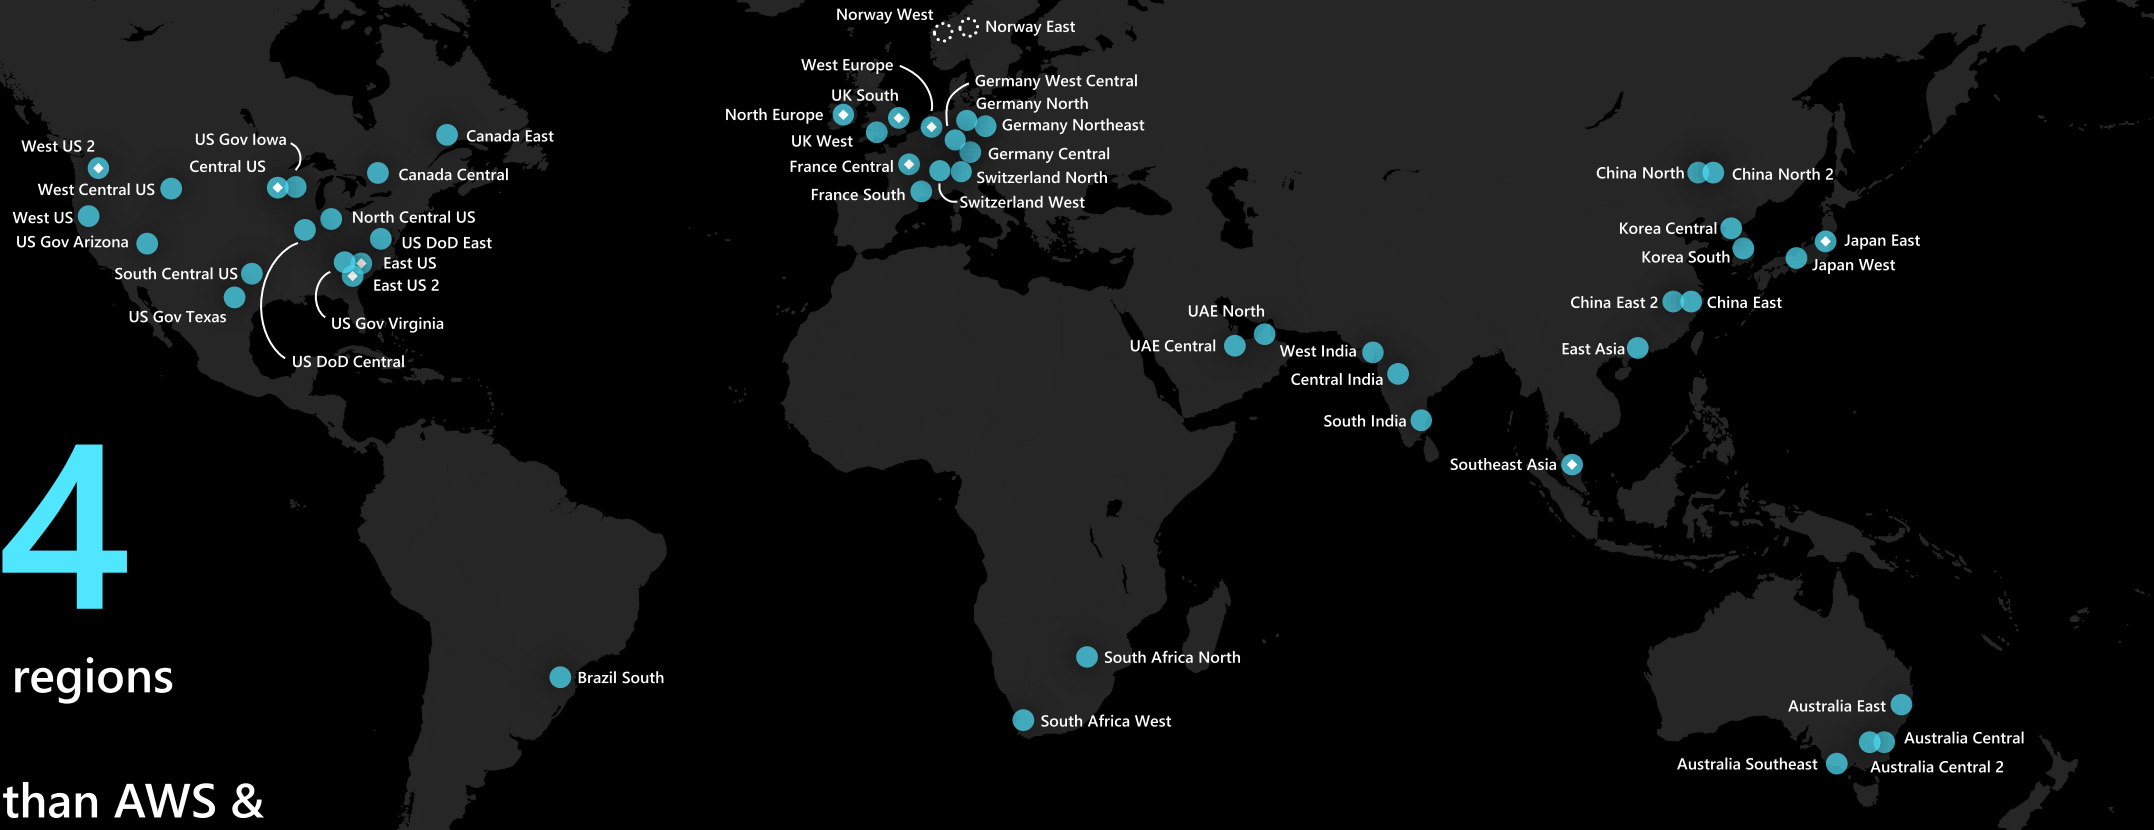 Norway West
Norway East
West Europe
Germany West Central
UK South
Germany North
North Europe
Germany Northeast
UK West
Germany Central
France Central
Switzerland North
France South
Switzerland West
US Gov Iowa
Canada East
West US 2
Central US
Canada Central
West Central US
West US
North Central US
US Gov Arizona
US DoD East
South Central US
East US
East US 2
US Gov Texas
US Gov Virginia
US DoD Central
China North
China North 2
Korea Central
Japan East
Korea South
Japan West
China East 2
China East
UAE North
UAE Central
West India
East Asia
Central India
South India
Southeast Asia
4
regions
than AWS &
Brazil South
South Africa North
South Africa West
Australia East
Australia Central
Australia Southeast
Australia Central 2